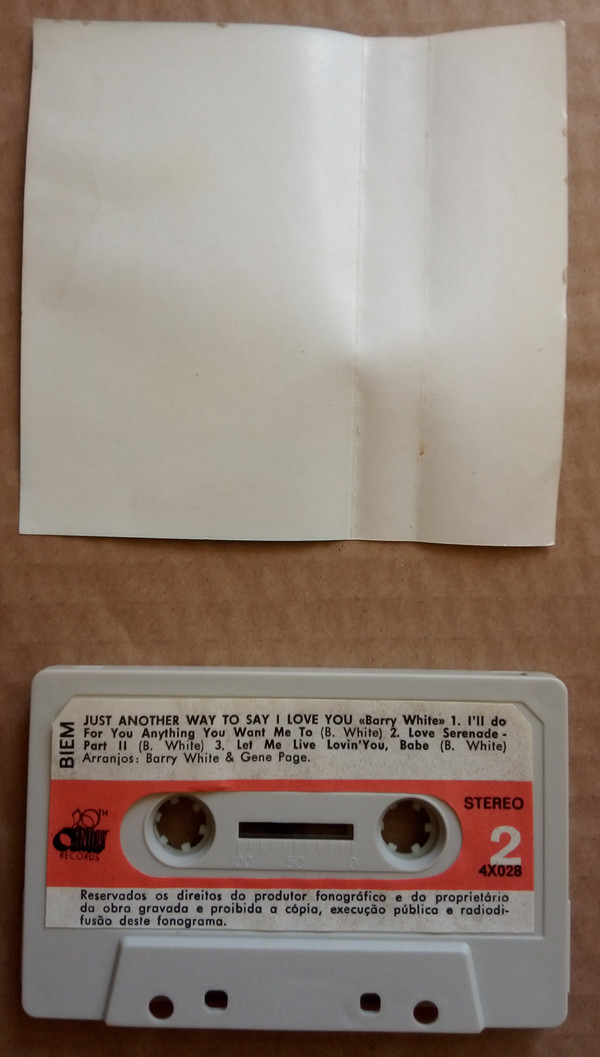 BIEM
JUST ANOTHER WAY TO SAY I LOVE YOU «Barry White» 1. I'll do
For You Anything You Want Me To (B. White) 2. Love Serenade -
Part II (B. White) 3. Let Me Live Lovin'You, Babe (B. White)
Arranjos: Barry White & Gene Page.
STEREO
20TH
CENTURY
RECORDS
2
4X028
100 50 0
Reservados os direitos do produtor fonográfico e do proprietário
da obra gravada e proibida a cópia, execução pública e radiodi-
fusão deste fonograma.